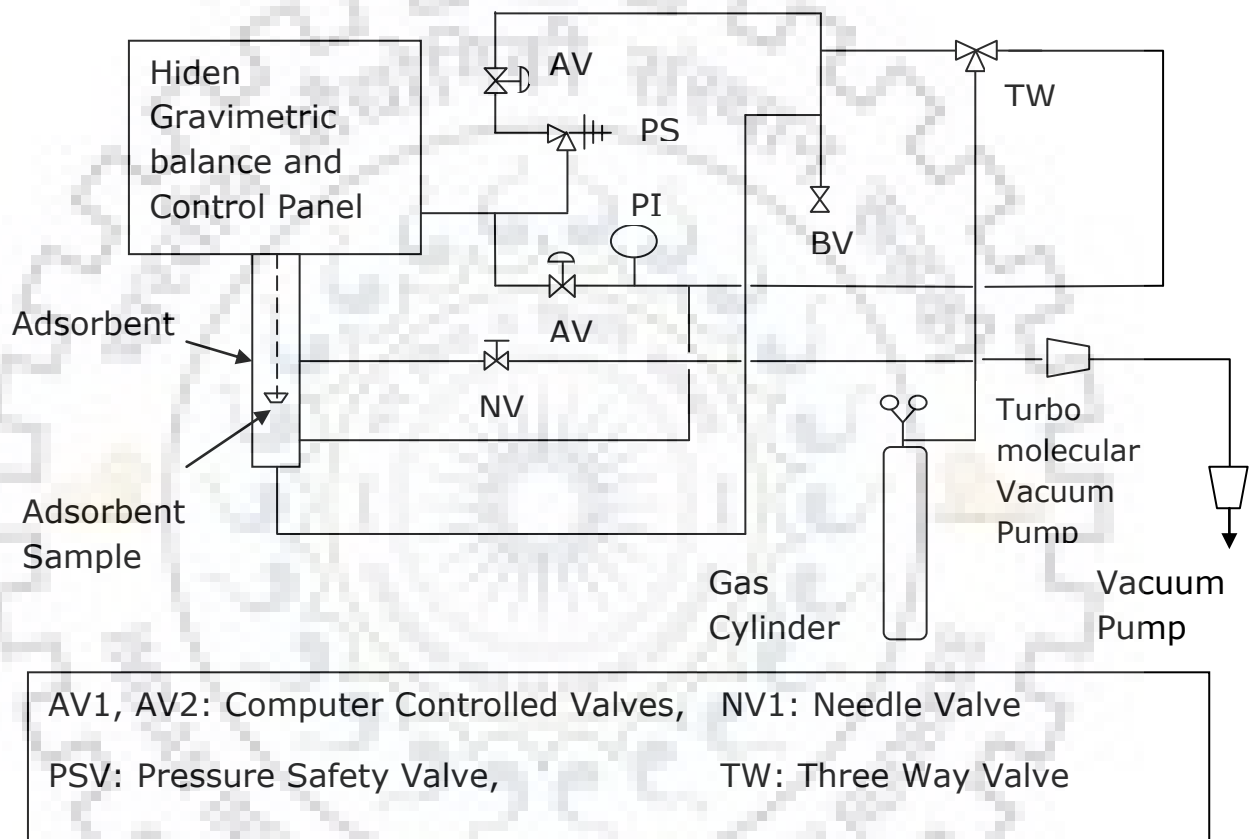 Hiden
Gravimetric
balance and
Control Panel
AV
PS
TW
PI
BV
AV
NV
Adsorbent
Adsorbent
Sample
Turbo
molecular
Vacuum
Pump
Gas
Cylinder
Vacuum
Pump
AV1, AV2: Computer Controlled Valves, NV1: Needle Valve
PSV: Pressure Safety Valve, TW: Three Way Valve